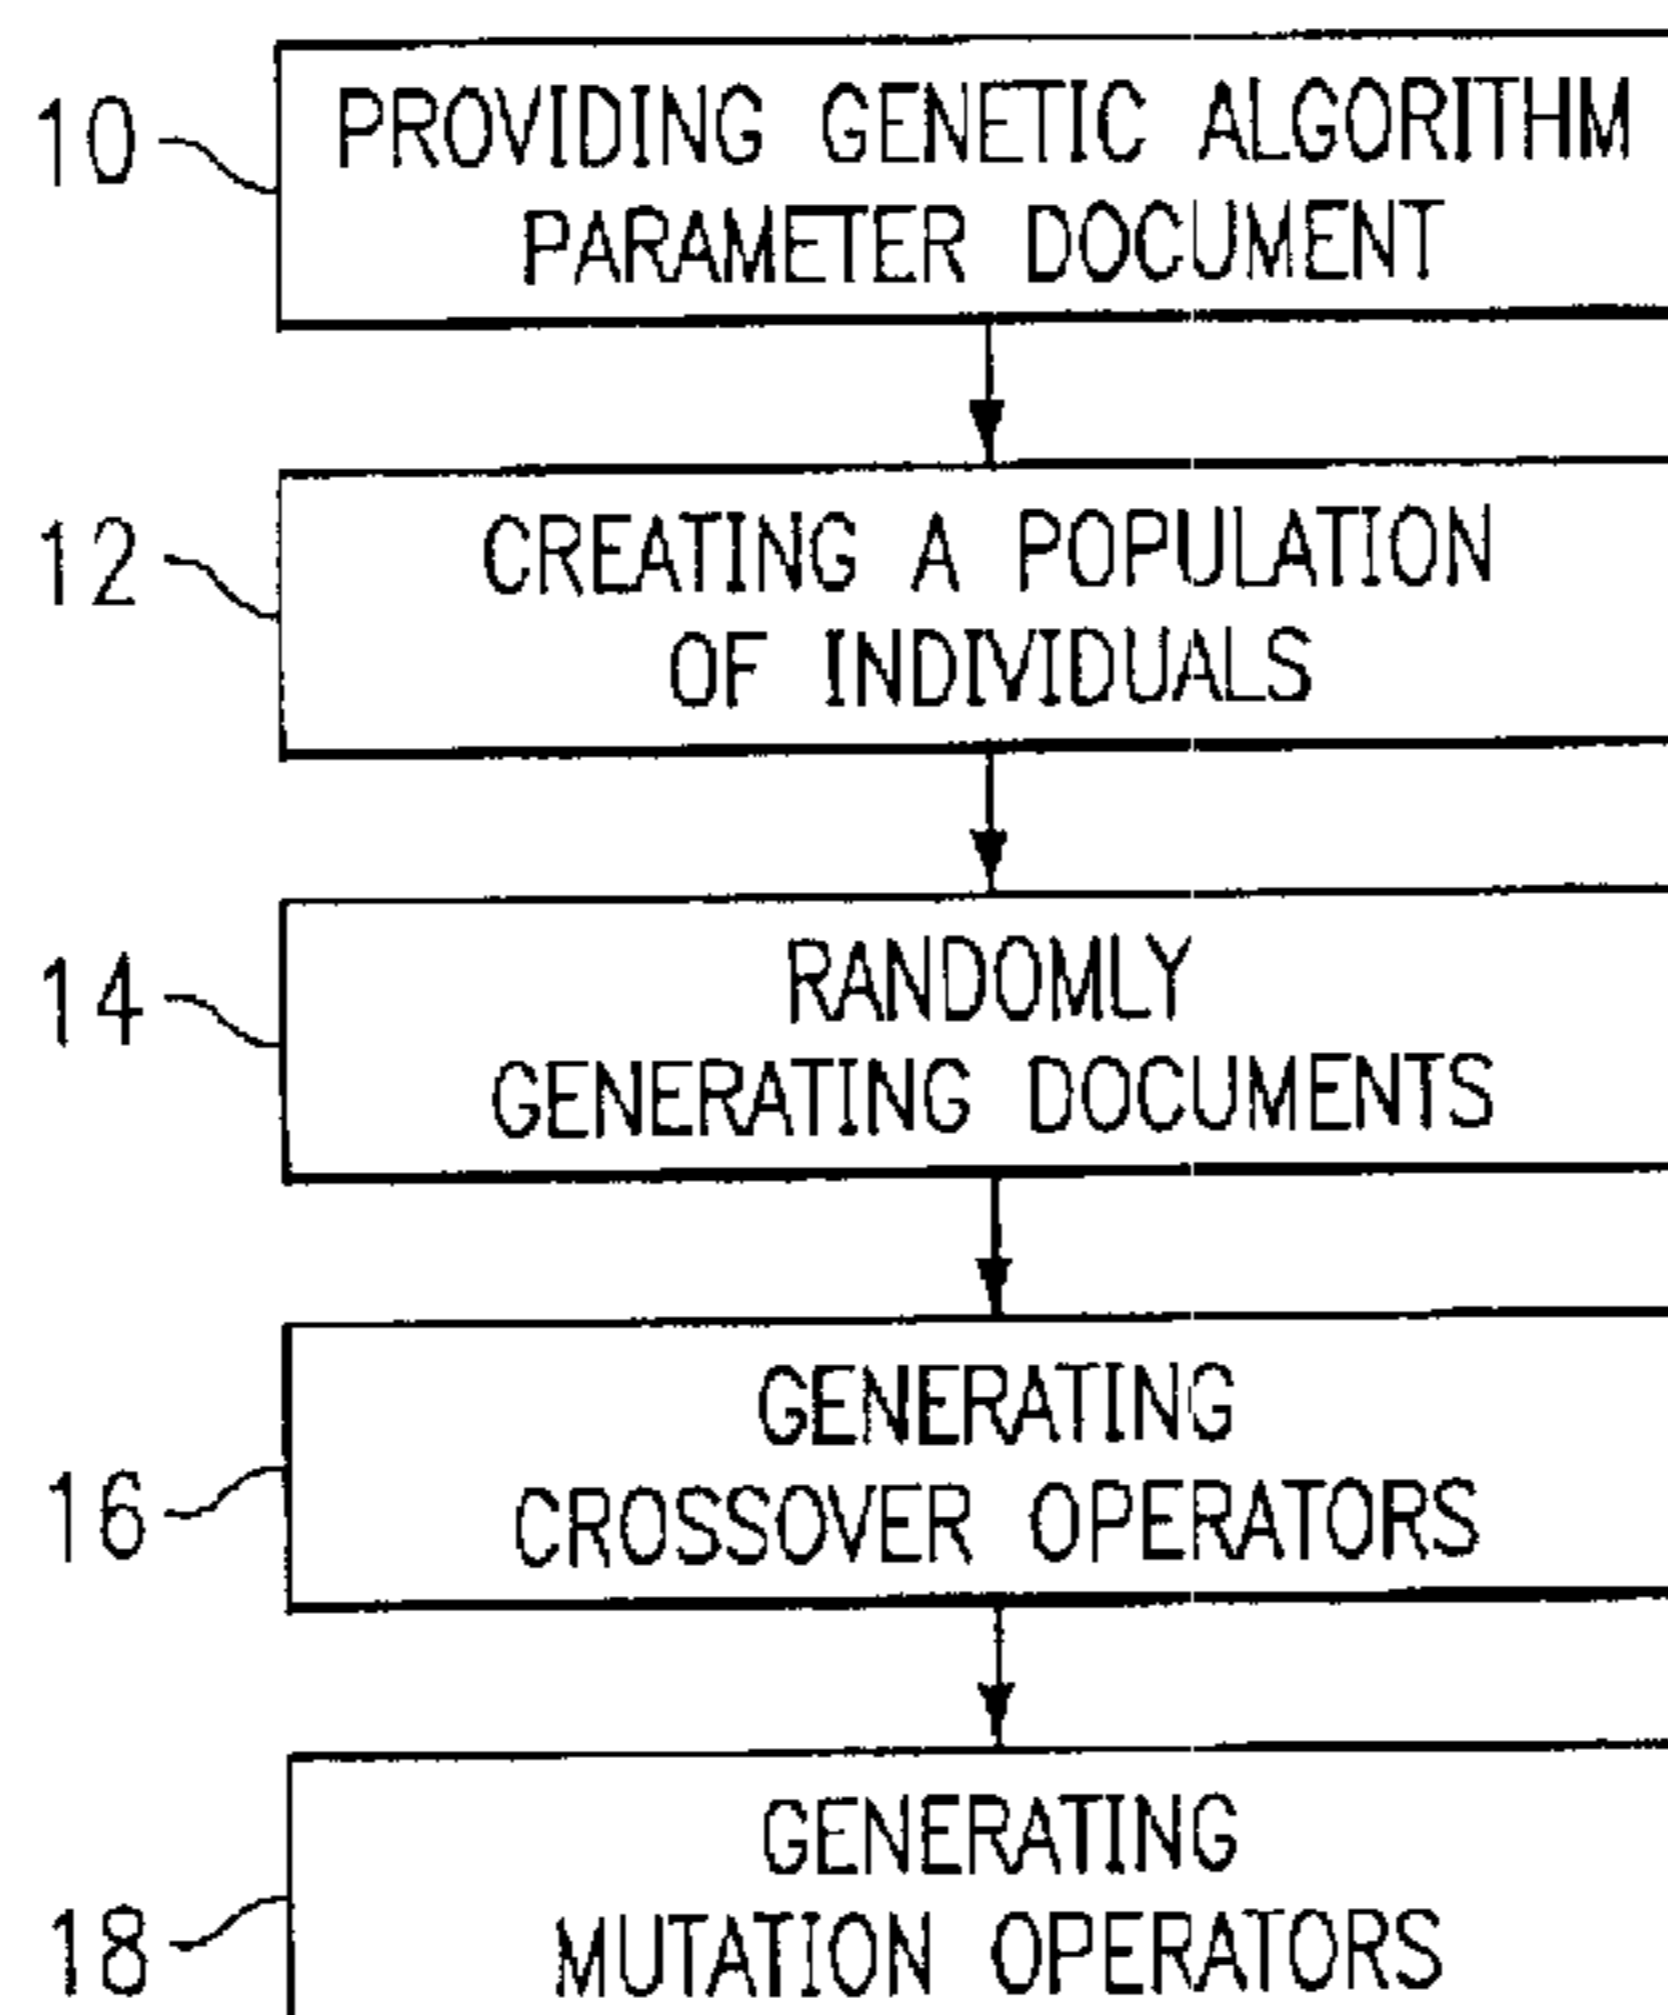 10
PROVIDING GENETIC ALGORITHM
PARAMETER DOCUMENT
12
CREATING A POPULATION
OF INDIVIDUALS
14
RANDOMLY
GENERATING DOCUMENTS
16
GENERATING
CROSSOVER OPERATORS
18
GENERATING
MUTATION OPERATORS